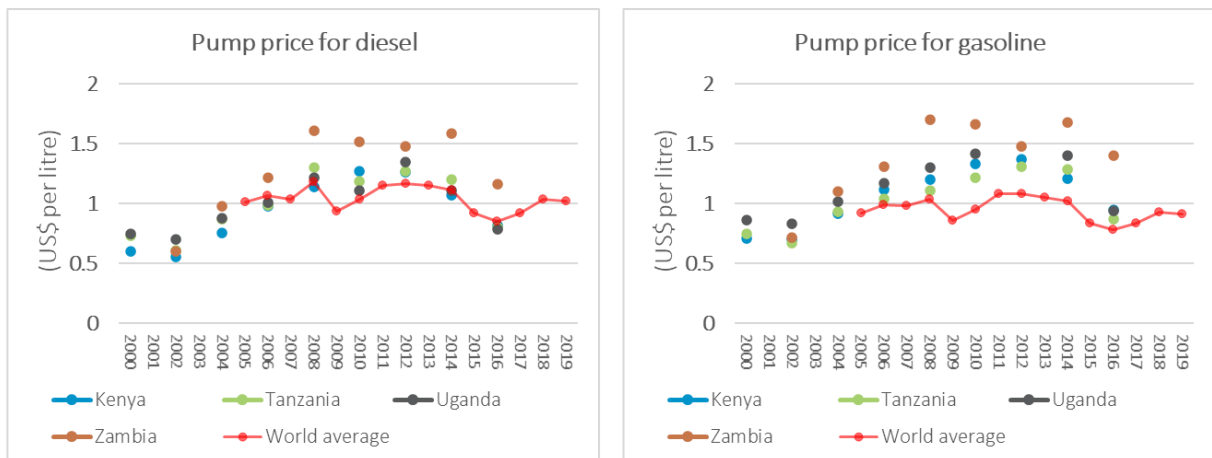 Pump price for diesel
(US$ per litre)
2
1.5
1
0.5
0
2000 2001 2002 2003 2004 2005 2006 2007 2008 2009 2010 2011 2012 2013 2014 2015 2016 2017 2018 2019
Kenya Tanzania Uganda
Zambia World average
Pump price for gasoline
(US$ per litre)
2
1.5
1
0.5
0
2000 2001 2002 2003 2004 2005 2006 2007 2008 2009 2010 2011 2012 2013 2014 2015 2016 2017 2018 2019
Kenya Tanzania Uganda
Zambia World average